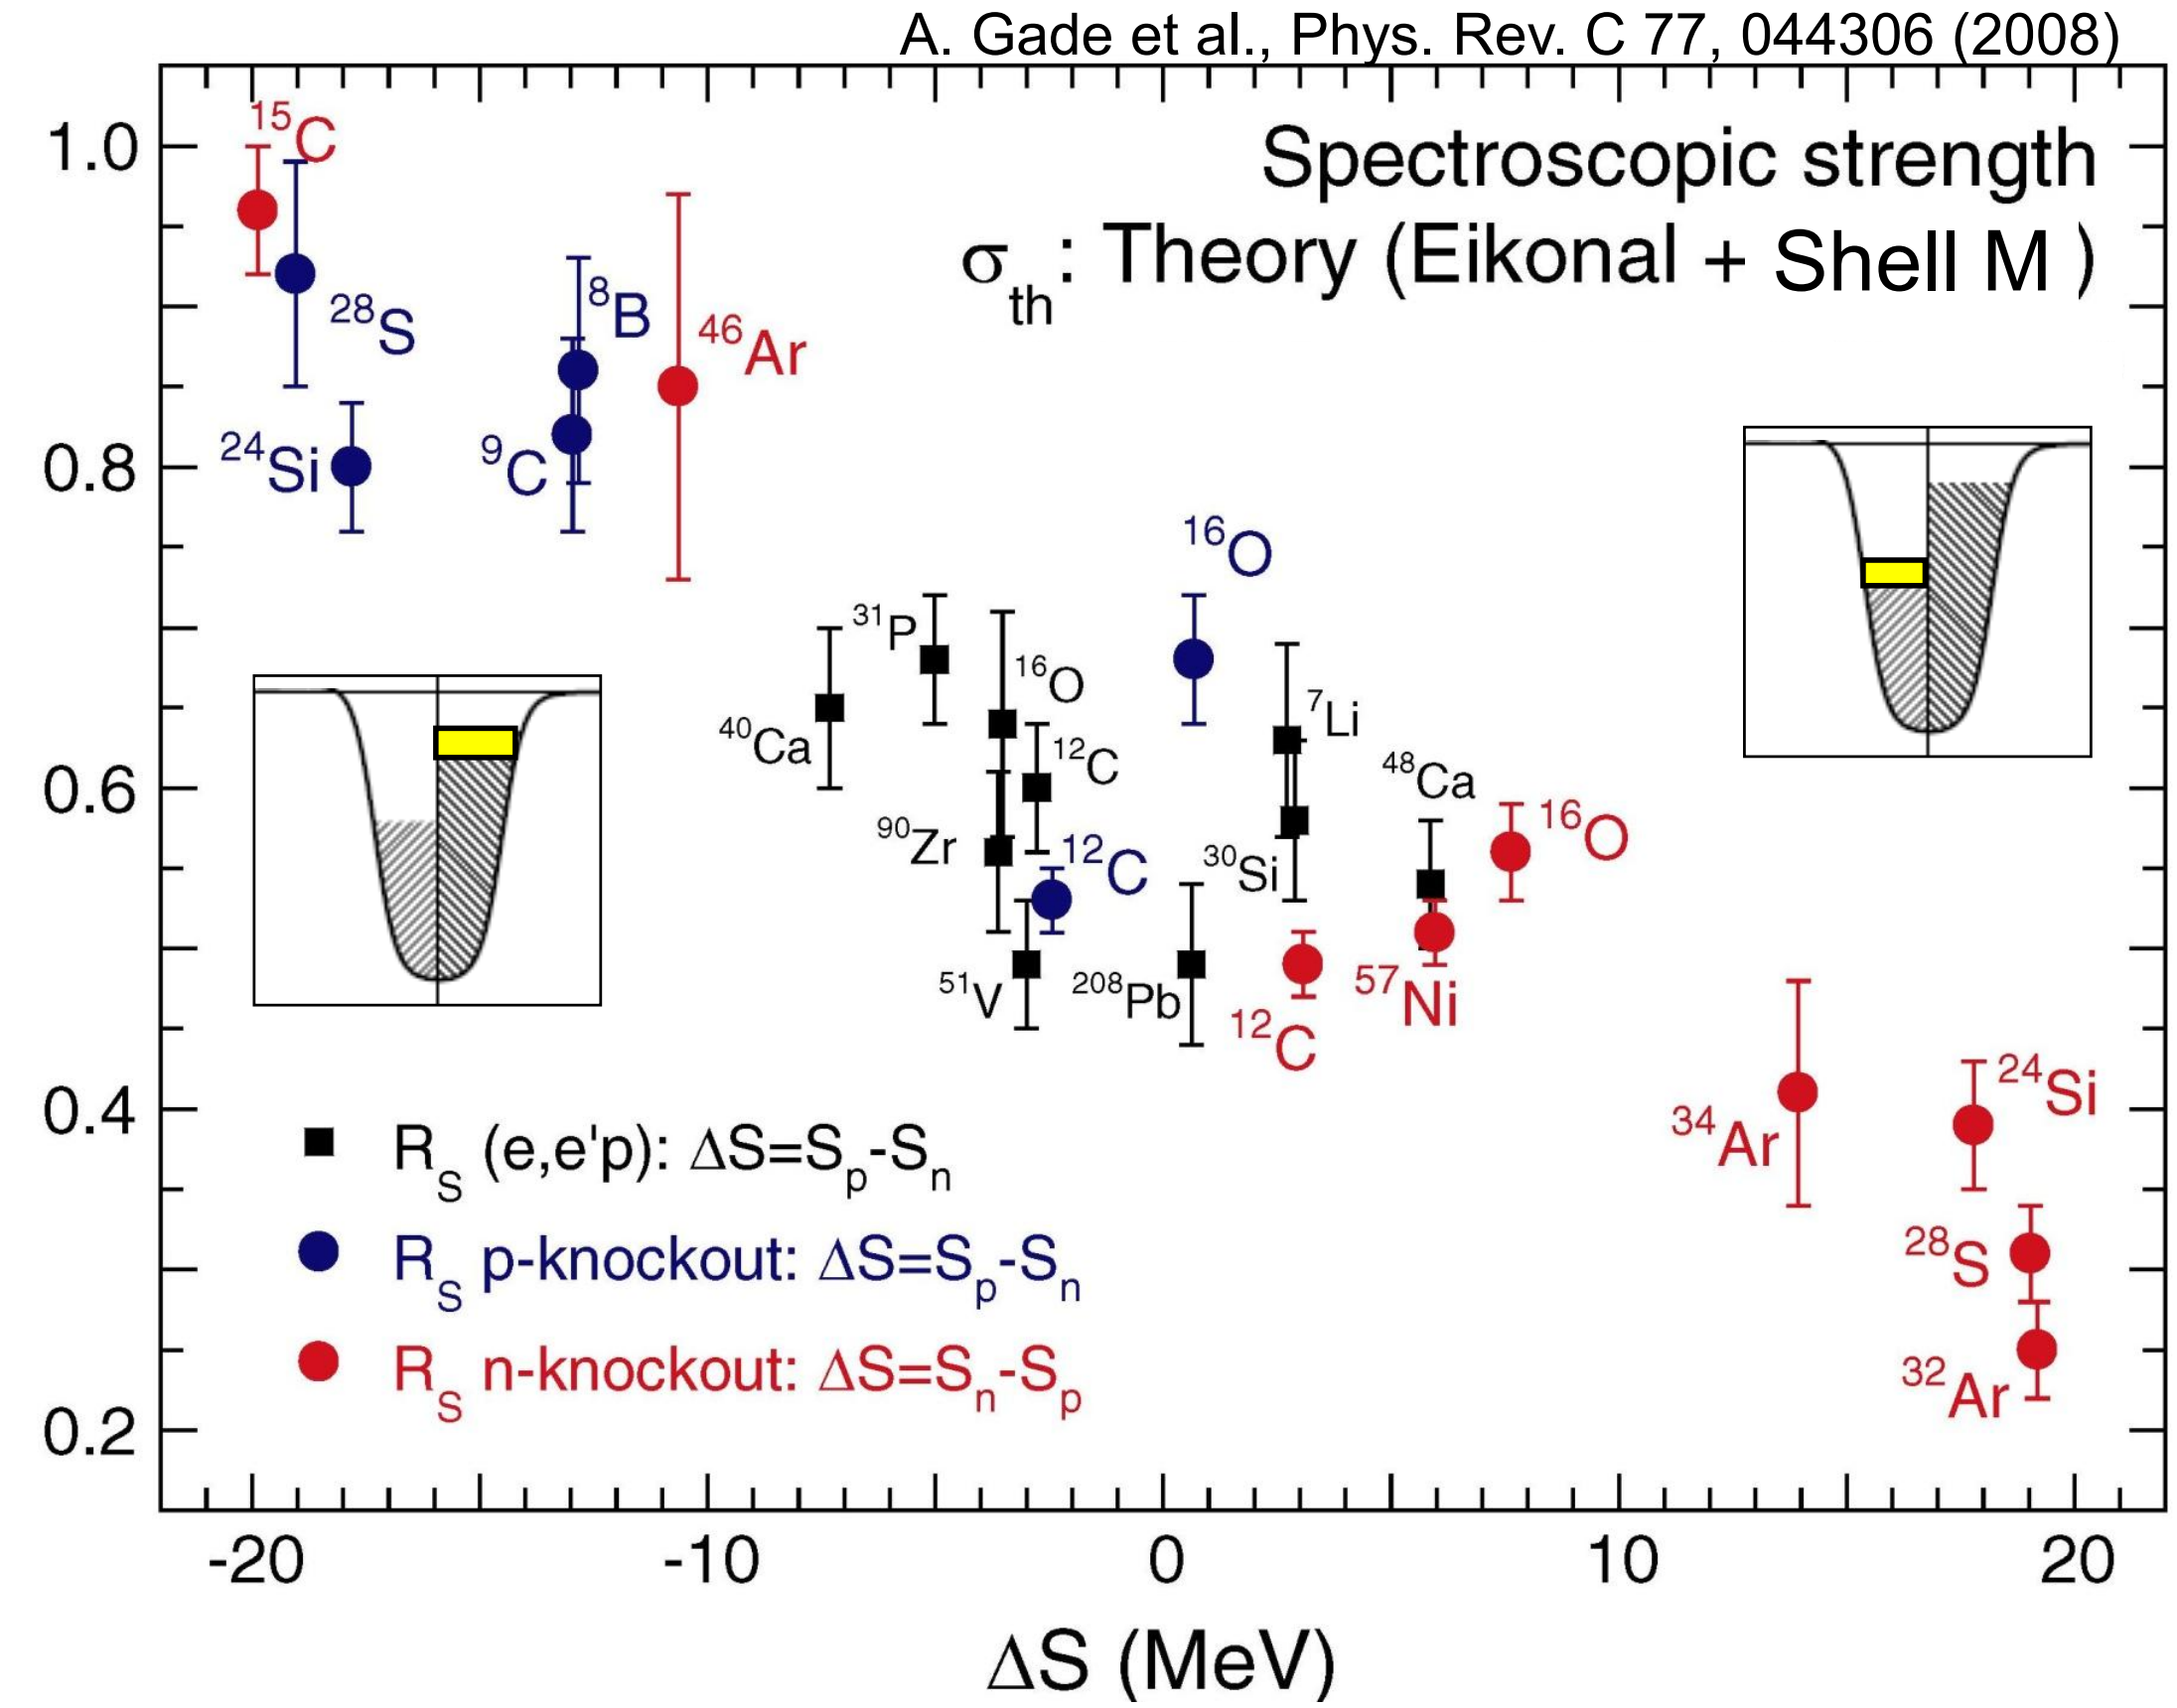 A. Gade et al., Phys. Rev. C 77, 044306 (2008)
Spectroscopic strength
σth : Theory (Eikonal + Shell M )
1.0
0.8
0.6
0.4
0.2
15C
28S
24Si
8B
9C
46Ar
16O
31P
40Ca
16O
12C
90Zr
12C
51V
208Pb
7Li
30Si
48Ca
16O
57Ni
12C
34Ar
24Si
28S
32Ar
RS (e,e'p): ΔS=Sp-Sn
RS p-knockout: ΔS=Sp-Sn
RS n-knockout: ΔS=Sn-Sp
-20 -10 0 10 20
ΔS (MeV)